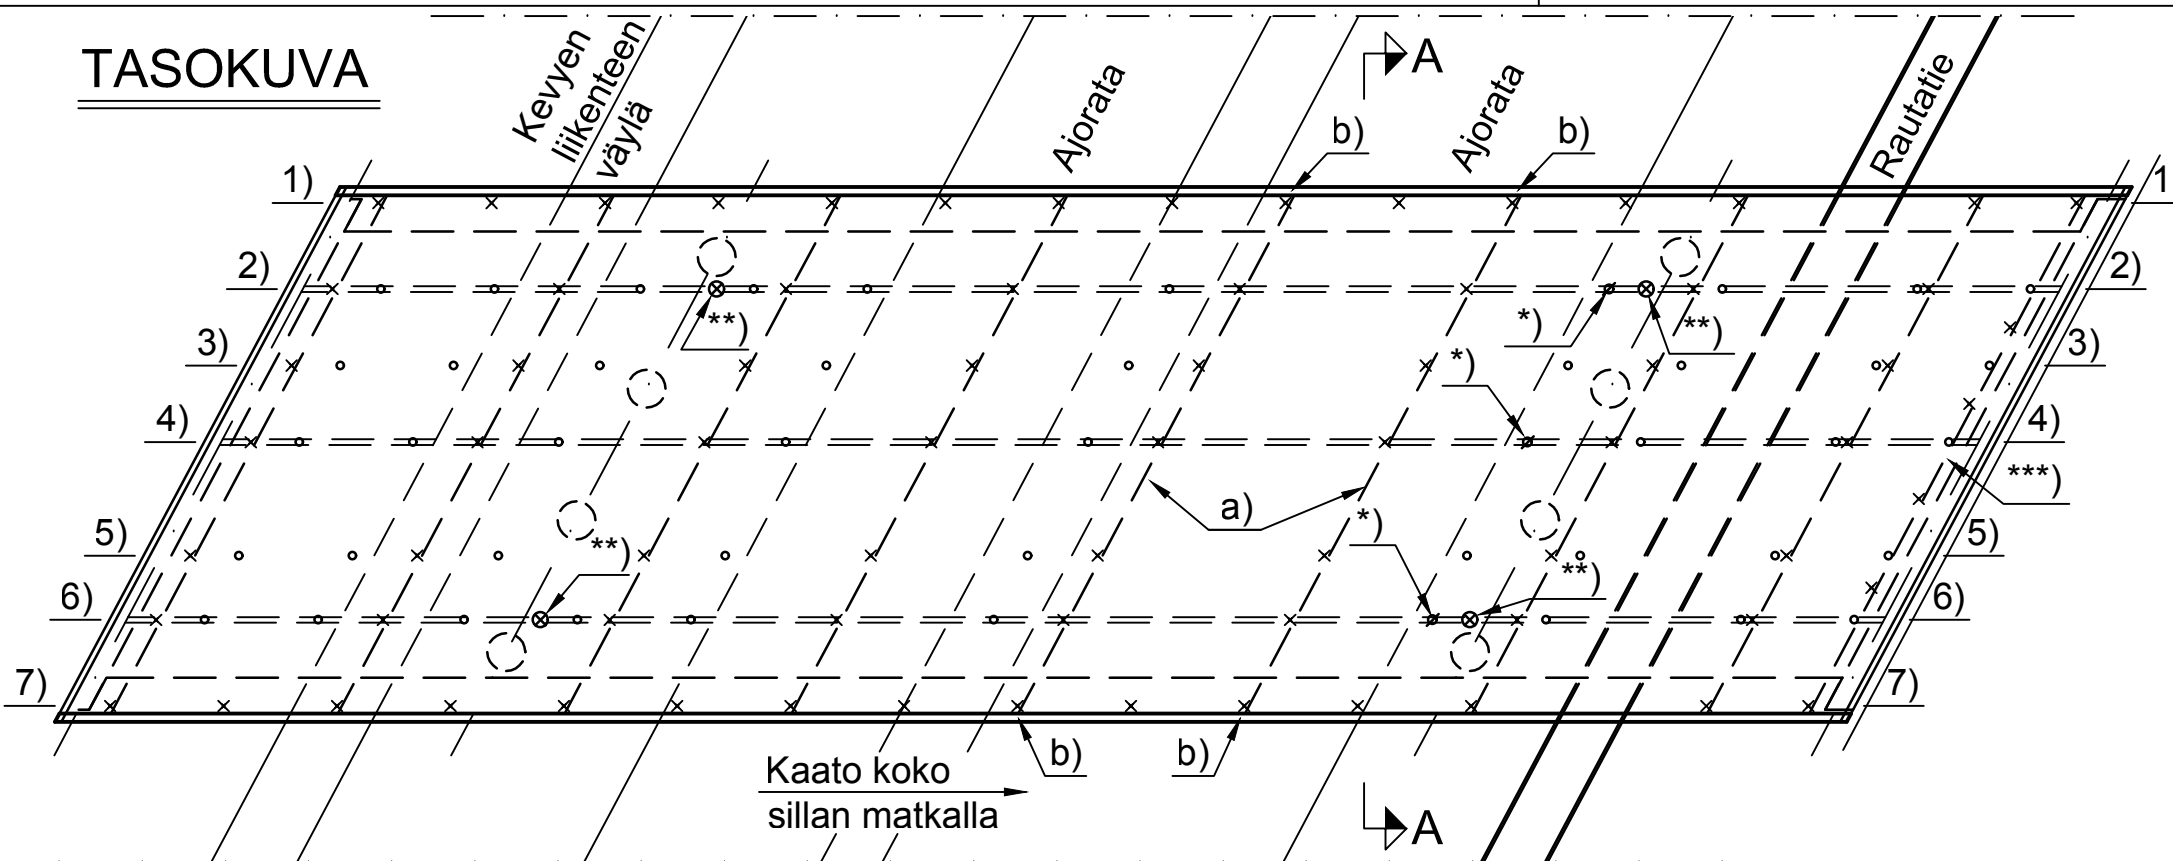 TASOKUVA
Kevyen
liikenteen
väylä
Ajorata
A
Ajorata
Rautatie
b)
b)
1)
1
2)
2)
**)
*)
**)
3)
*)
3)
4)
4)
***)
a)
*)
5)
**)
5)
**)
6)
6)
7)
7)
b)
b)
Kaato koko
sillan matkalla
A